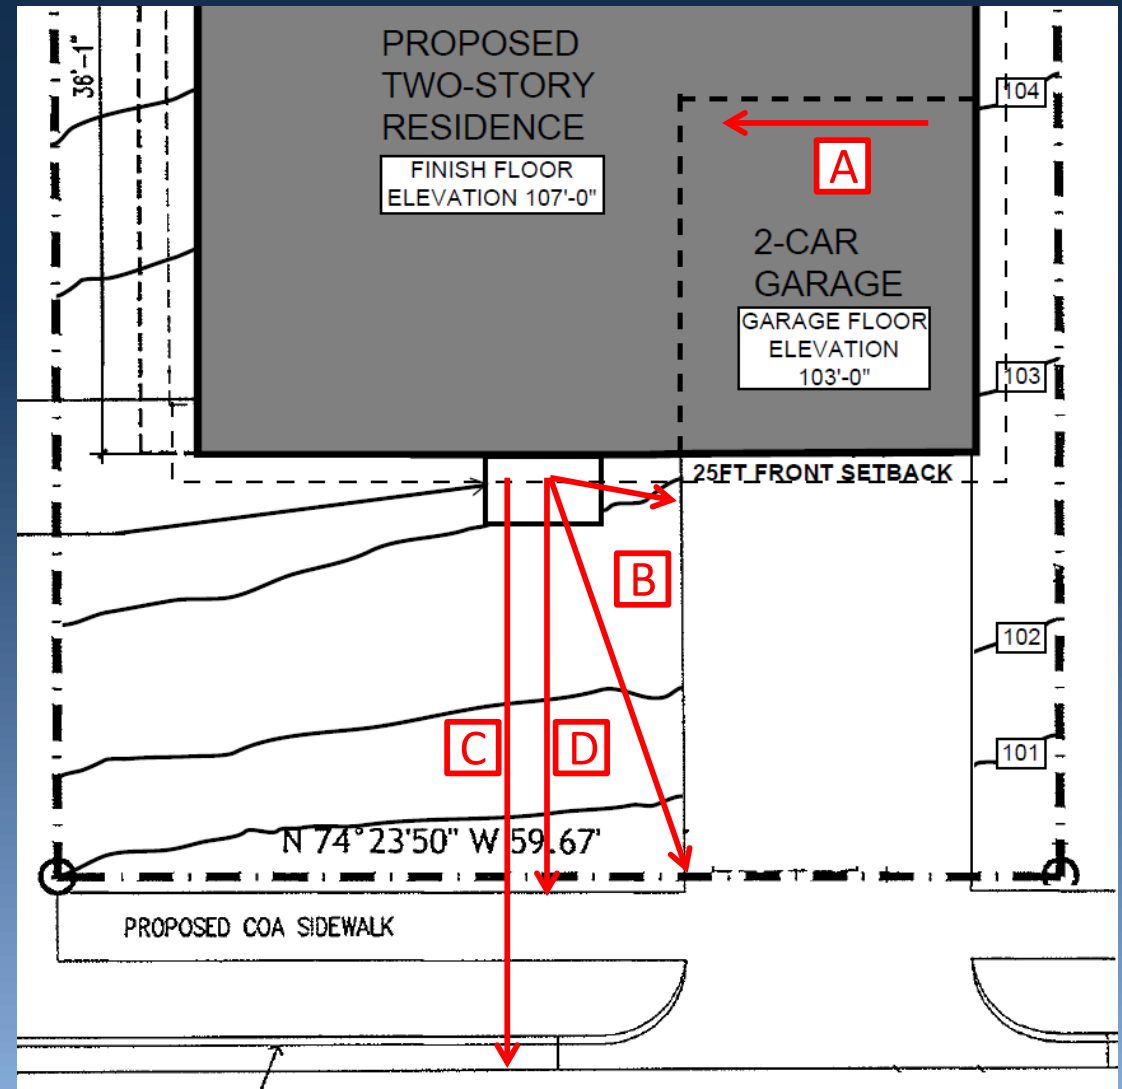 36'-1"
PROPOSED
TWO-STORY
RESIDENCE
FINISH FLOOR
ELEVATION 107'-0"
104
A
2-CAR
GARAGE
GARAGE FLOOR
ELEVATION
103'-0"
103
25FT FRONT SETBACK
B
102
C
D
101
N 74°23'50" W 59.67'
PROPOSED COA SIDEWALK